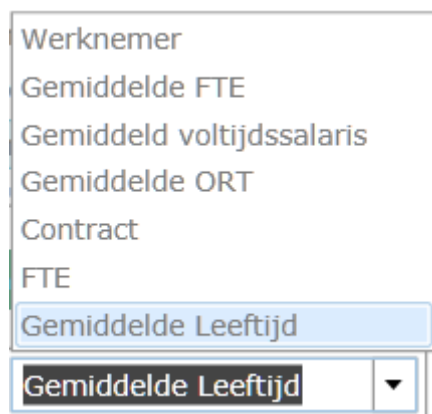 Werknemer
Gemiddelde FTE
Gemiddeld voltijdssalaris
Gemiddelde ORT
Contract
FTE
Gemiddelde Leeftijd
Gemiddelde Leeftijd